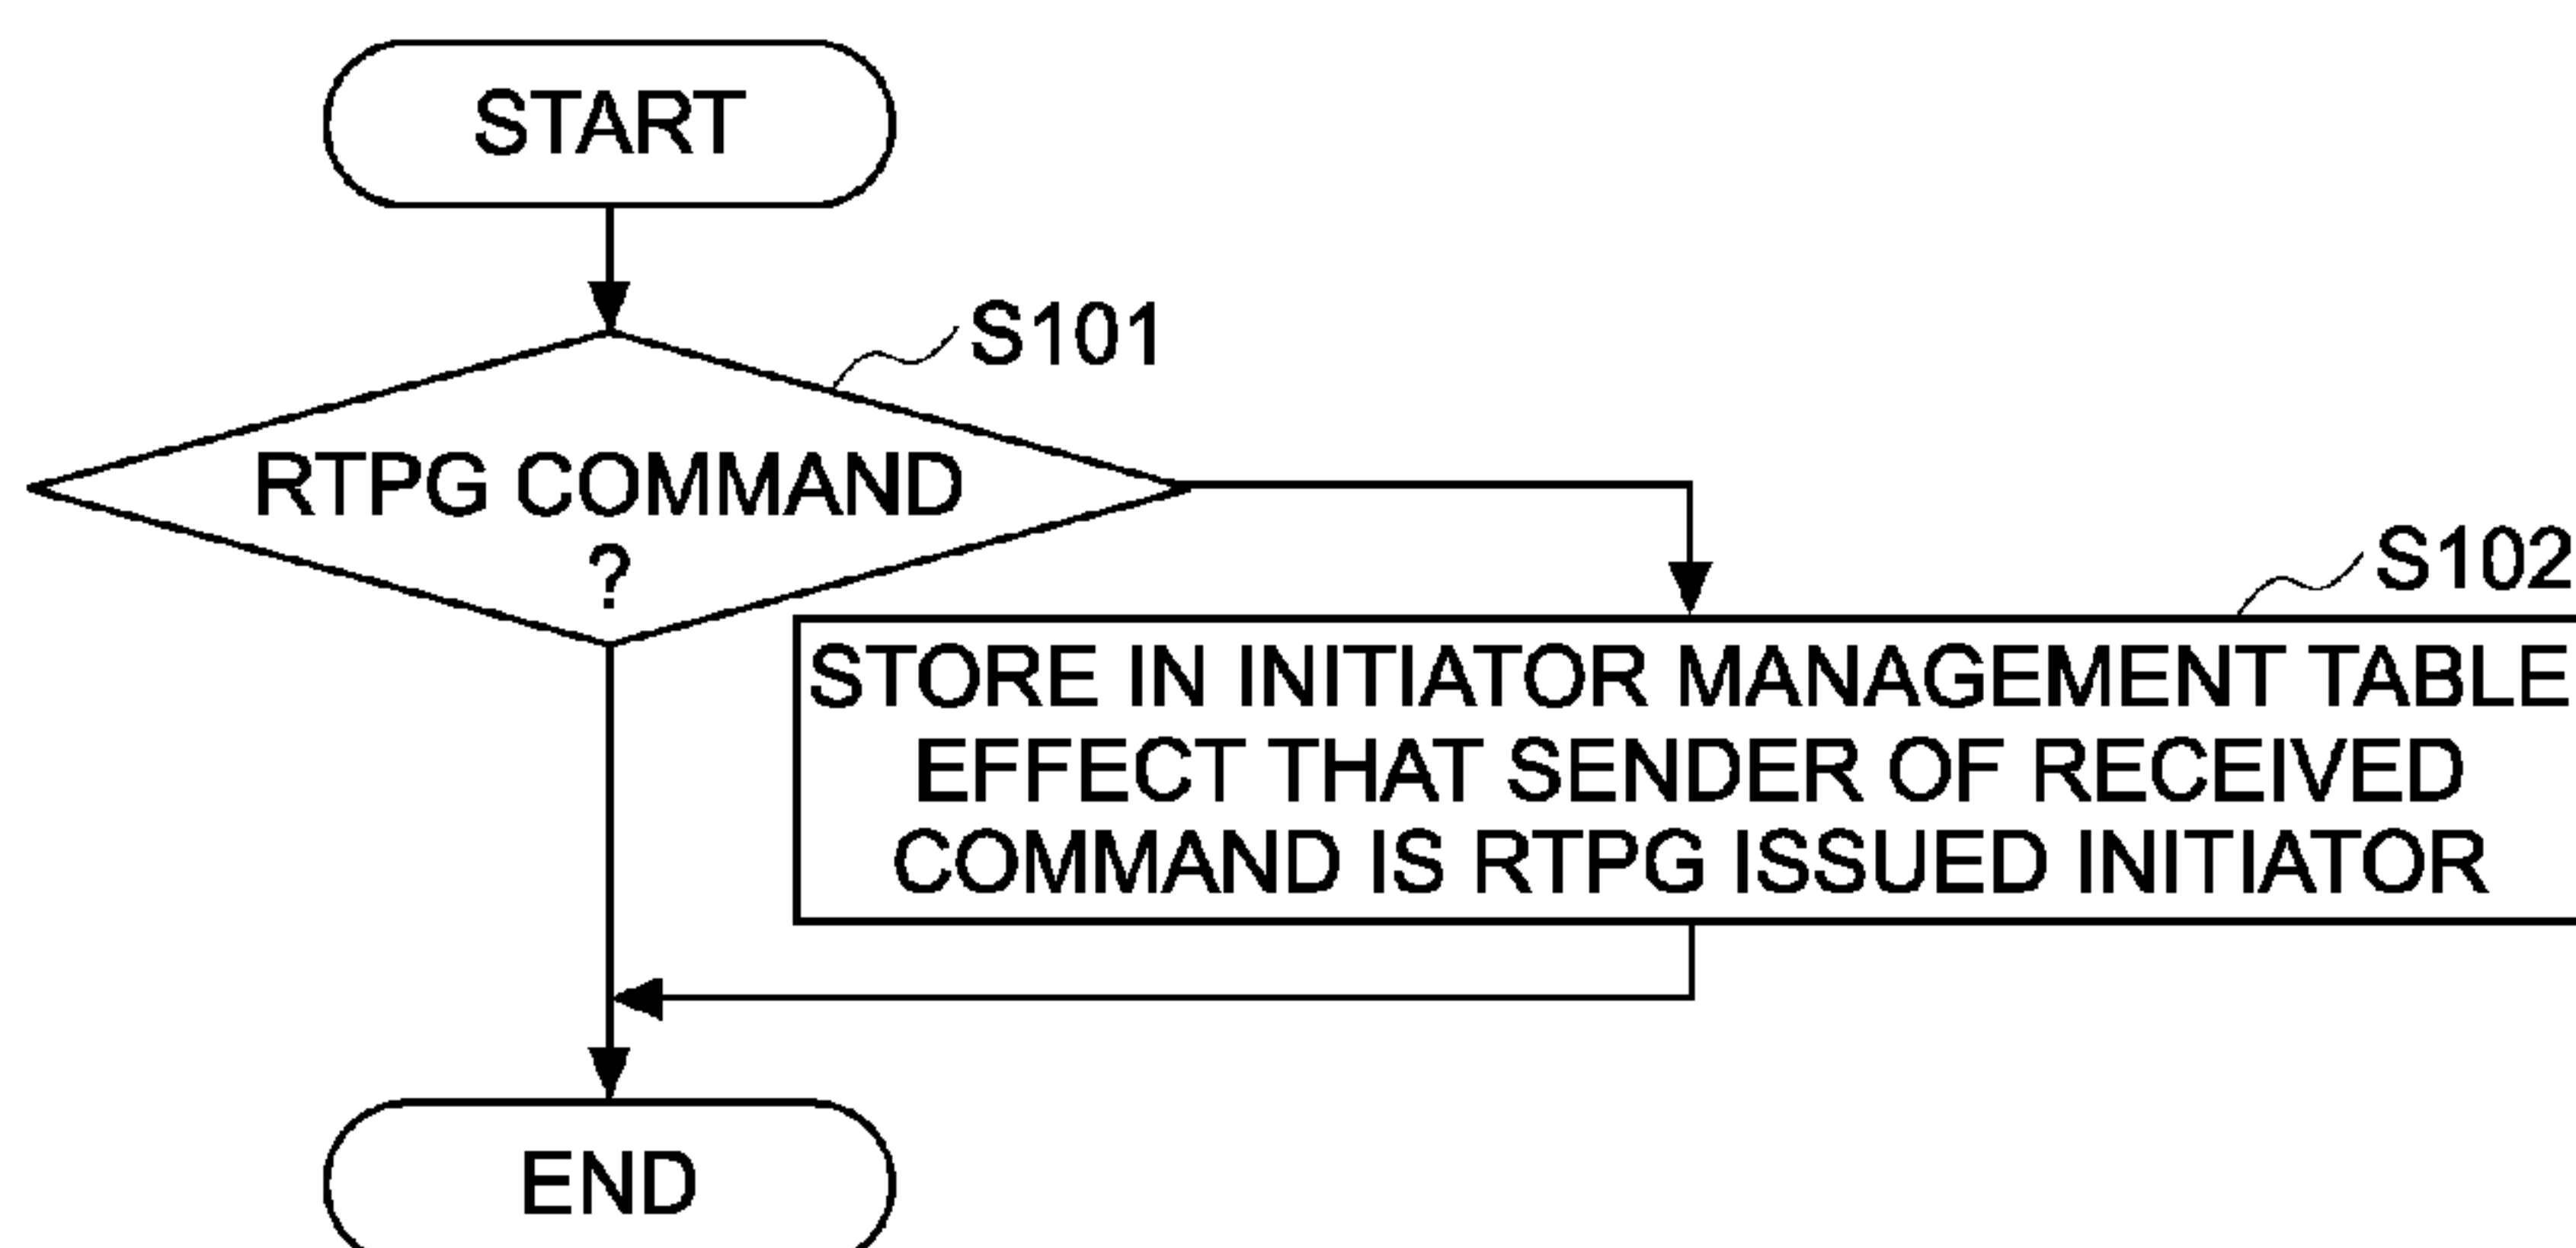 START
S101
RTPG COMMAND
?
S102
STORE IN INITIATOR MANAGEMENT TABLE
EFFECT THAT SENDER OF RECEIVED
COMMAND IS RTPG ISSUED INITIATOR
END